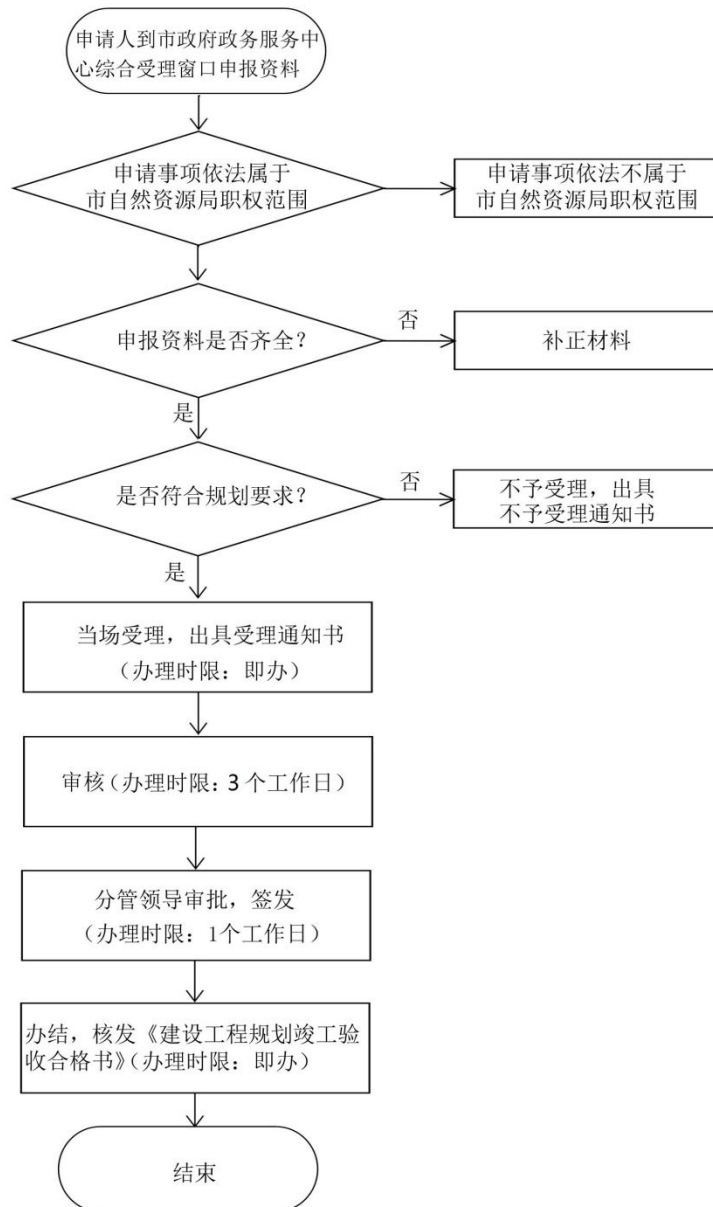 申请人到市政府政务服务中
心综合受理窗口申报资料
申请事项依法属于
市自然资源局职权范围
申请事项依法不属于
市自然资源局职权范围
申报资料是否齐全？
否
补正材料
是
是否符合规划要求？
否
不予受理，出具
不予受理通知书
是
当场受理，出具受理通知书
（办理时限：即办）
审核（办理时限：3 个工作日）
分管领导审批，签发
（办理时限：1个工作日）
办结，核发《建设工程规划竣工验
收合格书》（办理时限：即办）
结束